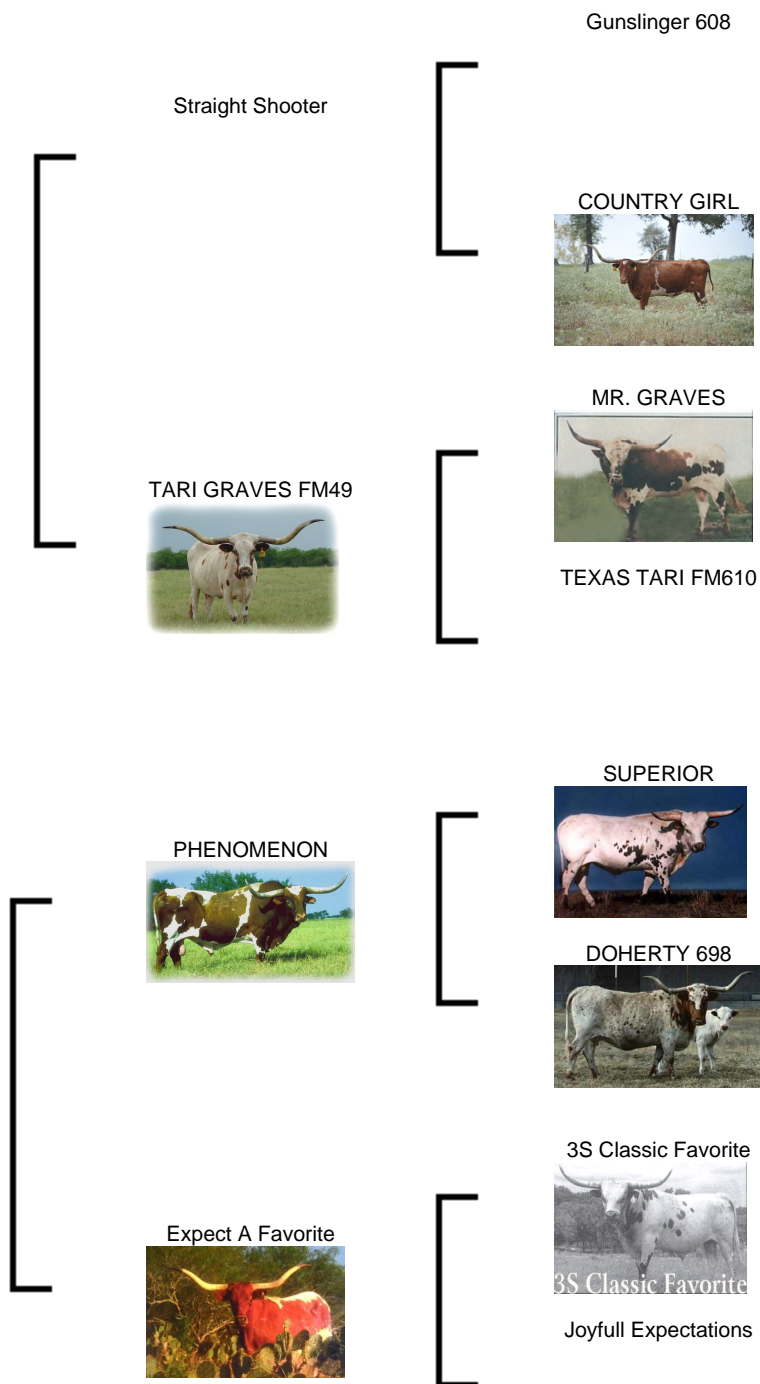 Gunslinger 608
Straight Shooter
COUNTRY GIRL
MR. GRAVES
TARI GRAVES FM49
TEXAS TARI FM610
SUPERIOR
PHENOMENON
DOHERTY 698
3S Classic Favorite
Expect A Favorite
3S Classic Favorite
Joyfull Expectations